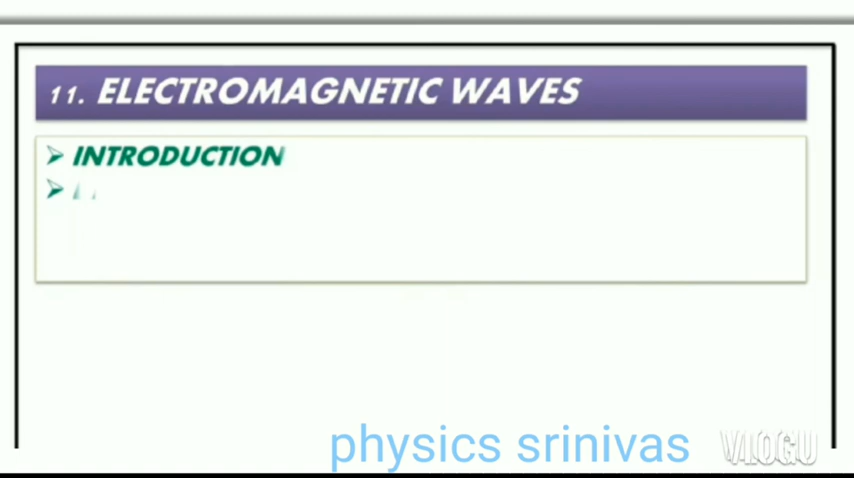 11. ELECTROMAGNETIC WAVES
INTRODUCTION
physics srinivas
VLOGU